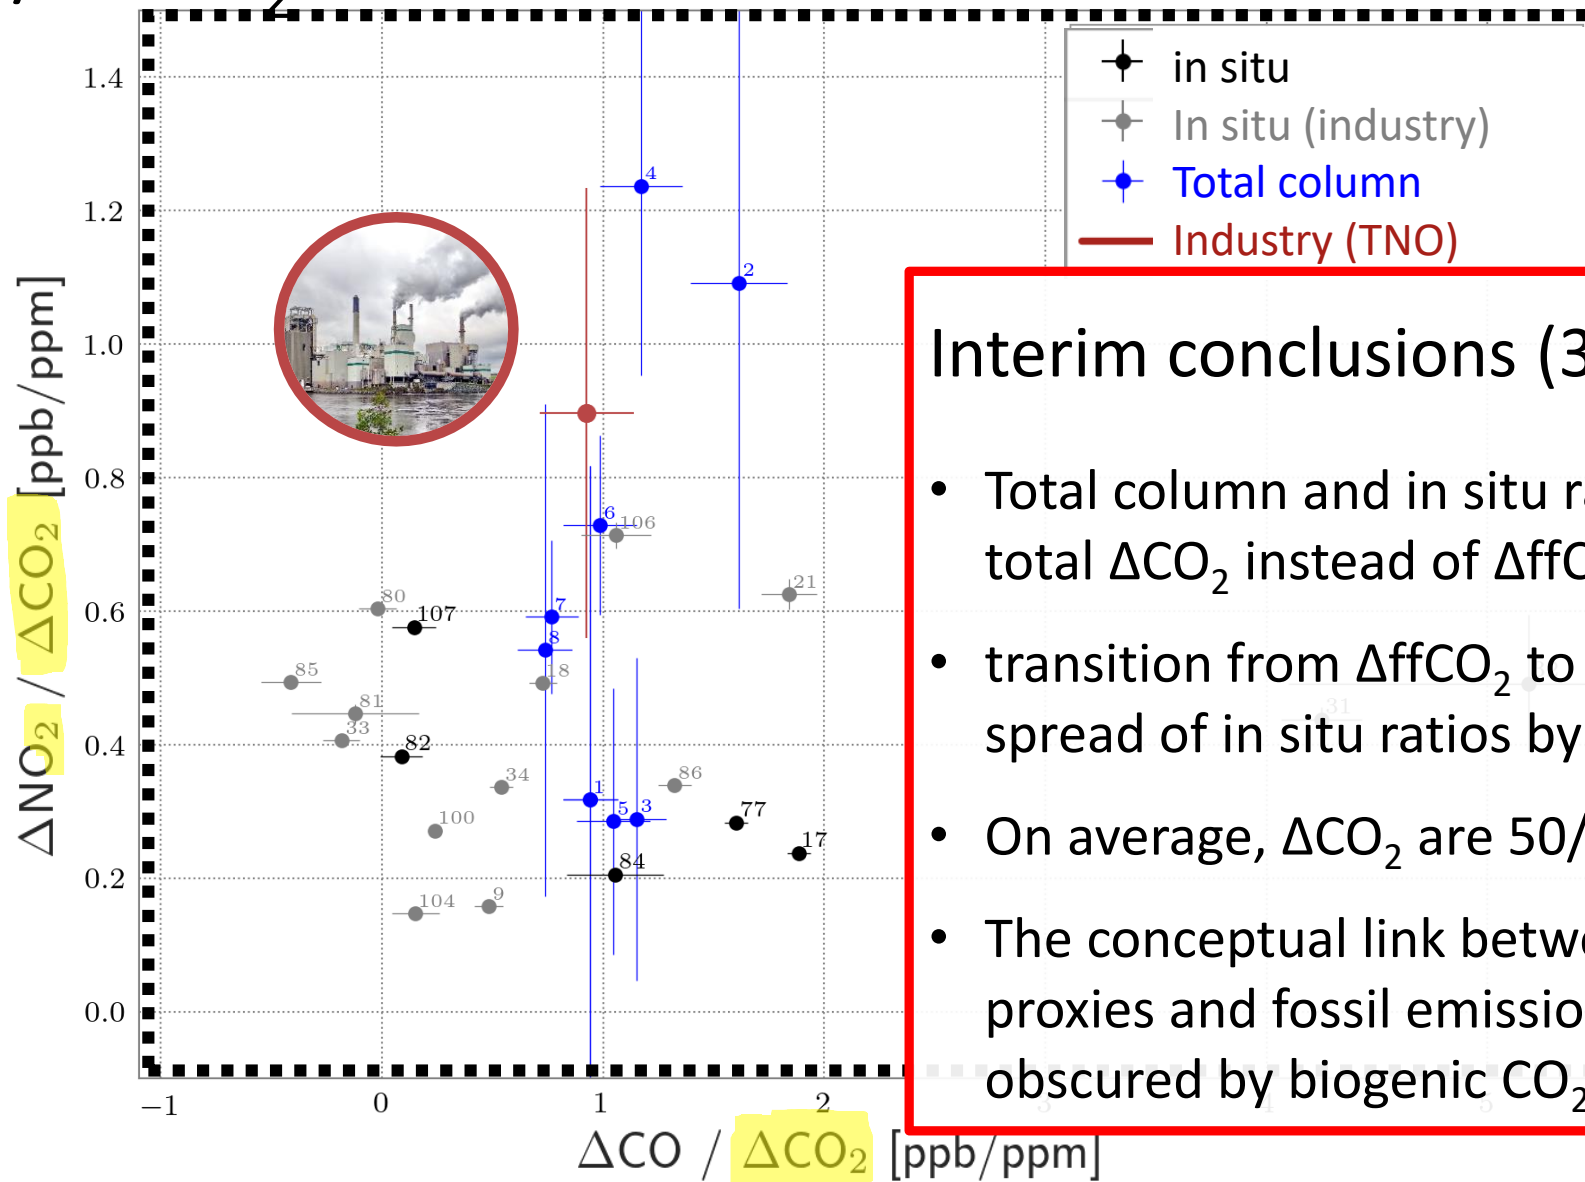 1.4
1.2
1.0
0.8
0.6
0.4
0.2
0.0
−1
0
1
2
3
4
5
ΔNO₂ / ΔCO₂ [ppb/ppm]
ΔCO / ΔCO₂ [ppb/ppm]
in situ
In situ (industry)
Total column
Industry (TNO)
4
2
6
106
21
80
107
7
8
18
85
81
33
82
34
86
1
5
3
77
17
100
84
9
104
31
Interim conclusions (3
• Total column and in situ
total ΔCO₂ instead of
• transition from ΔffCO₂ to
spread of in situ ratios by
• On average, ΔCO₂ are 50/
• The conceptual link
proxies and fossil
obscured by biogenic CO₂